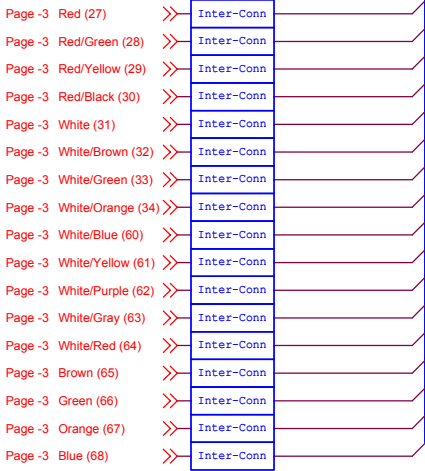 Page -3 Red (27) Inter-Conn
Page -3 Red/Green (28) Inter-Conn
Page -3 Red/Yellow (29) Inter-Conn
Page -3 Red/Black (30) Inter-Conn
Page -3 White (31) Inter-Conn
Page -3 White/Brown (32) Inter-Conn
Page -3 White/Green (33) Inter-Conn
Page -3 White/Orange (34) Inter-Conn
Page -3 White/Blue (60) Inter-Conn
Page -3 White/Yellow (61) Inter-Conn
Page -3 White/Purple (62) Inter-Conn
Page -3 White/Gray (63) Inter-Conn
Page -3 White/Red (64) Inter-Conn
Page -3 Brown (65) Inter-Conn
Page -3 Green (66) Inter-Conn
Page -3 Orange (67) Inter-Conn
Page -3 Blue (68) Inter-Conn